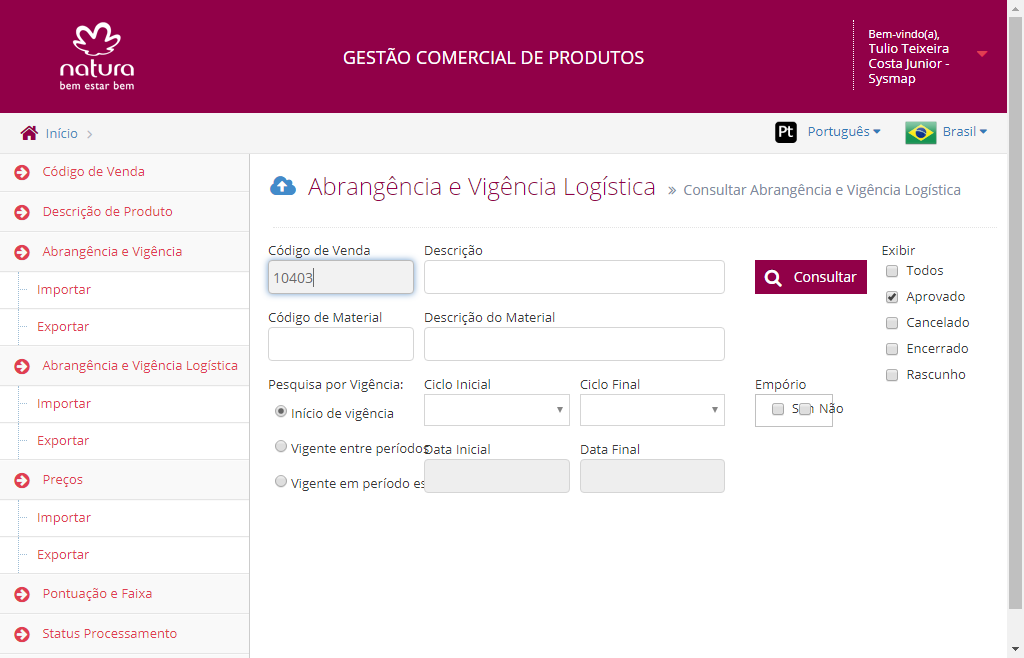 natura
bem estar bem
GESTÃO COMERCIAL DE PRODUTOS
Bem-vindo(a),
Tulio Teixeira
Costa Junior -
Sysmap
Início
Pt Português
Brasil
Código de Venda
Descrição de Produto
Abrangência e Vigência
Importar
Exportar
Abrangência e Vigência Logística
Importar
Exportar
Preços
Importar
Exportar
Pontuação e Faixa
Status Processamento
Abrangência e Vigência Logística » Consultar Abrangência e Vigência Logística
Código de Venda
Descrição
10403
Consultar
Exibir
Todos
Aprovado
Cancelado
Encerrado
Rascunho
Código de Material
Descrição do Material
Pesquisa por Vigência:
Ciclo Inicial
Ciclo Final
Empório
Início de vigência
Não
Vigente entre períodos
Data Inicial
Data Final
Vigente em período